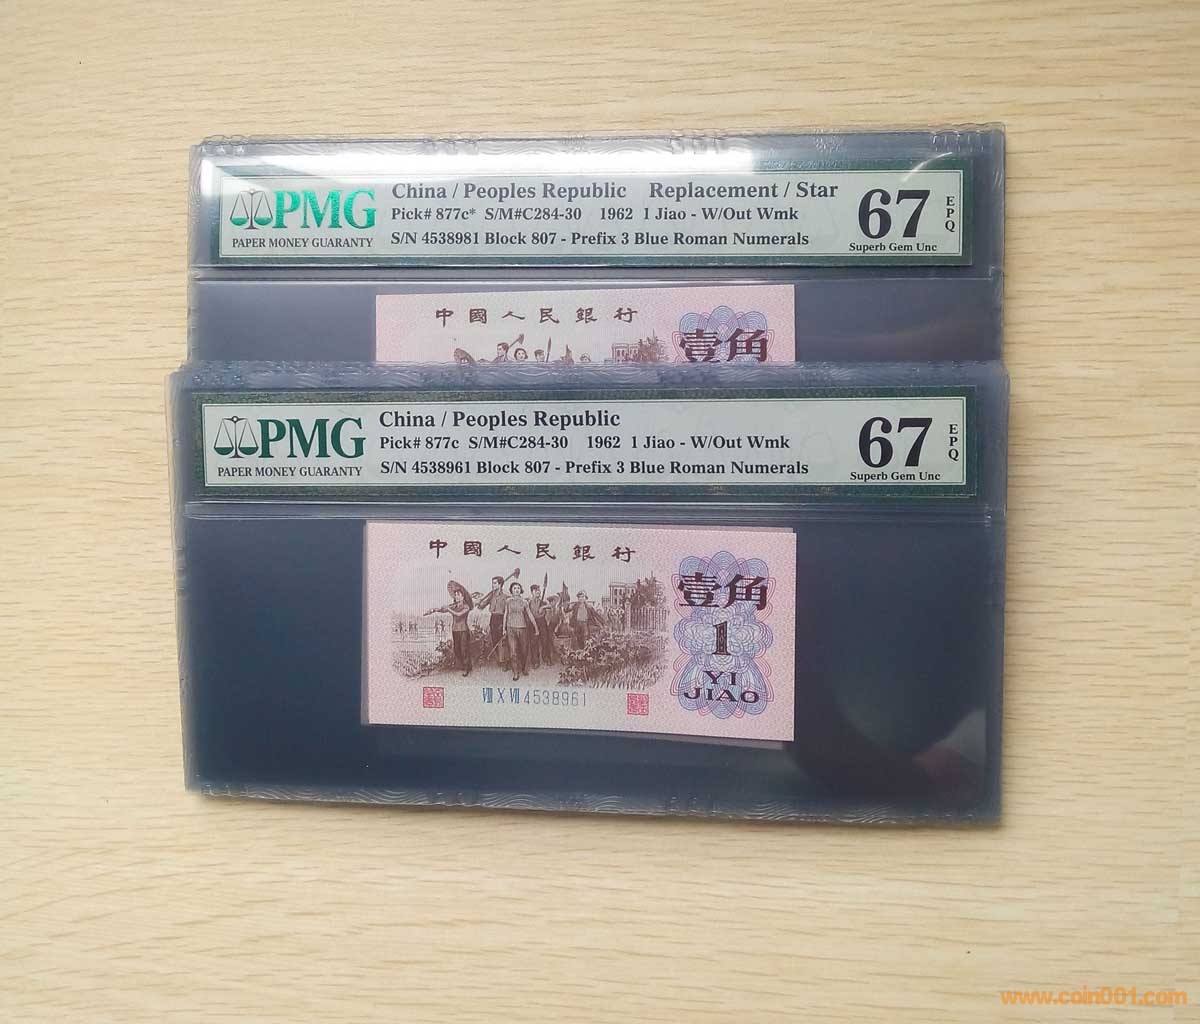 PMG
PAPER MONEY GUARANTY
China / Peoples Republic Replacement / Star
Pick# 877c* S/M#C284-30 1962 1 Jiao - W/Out Wmk
S/N 4538981 Block 807 - Prefix 3 Blue Roman Numerals
67
EPQ
Superb Gem Unc
中國人民銀行
壹角
PMG
PAPER MONEY GUARANTY
China / Peoples Republic
Pick# 877c S/M#C284-30 1962 1 Jiao - W/Out Wmk
S/N 4538961 Block 807 - Prefix 3 Blue Roman Numerals
67
EPQ
Superb Gem Unc
中國人民銀行
壹角
1
YI
JIAO
Ⅷ Ⅹ Ⅶ 4538961
www.coin001.com